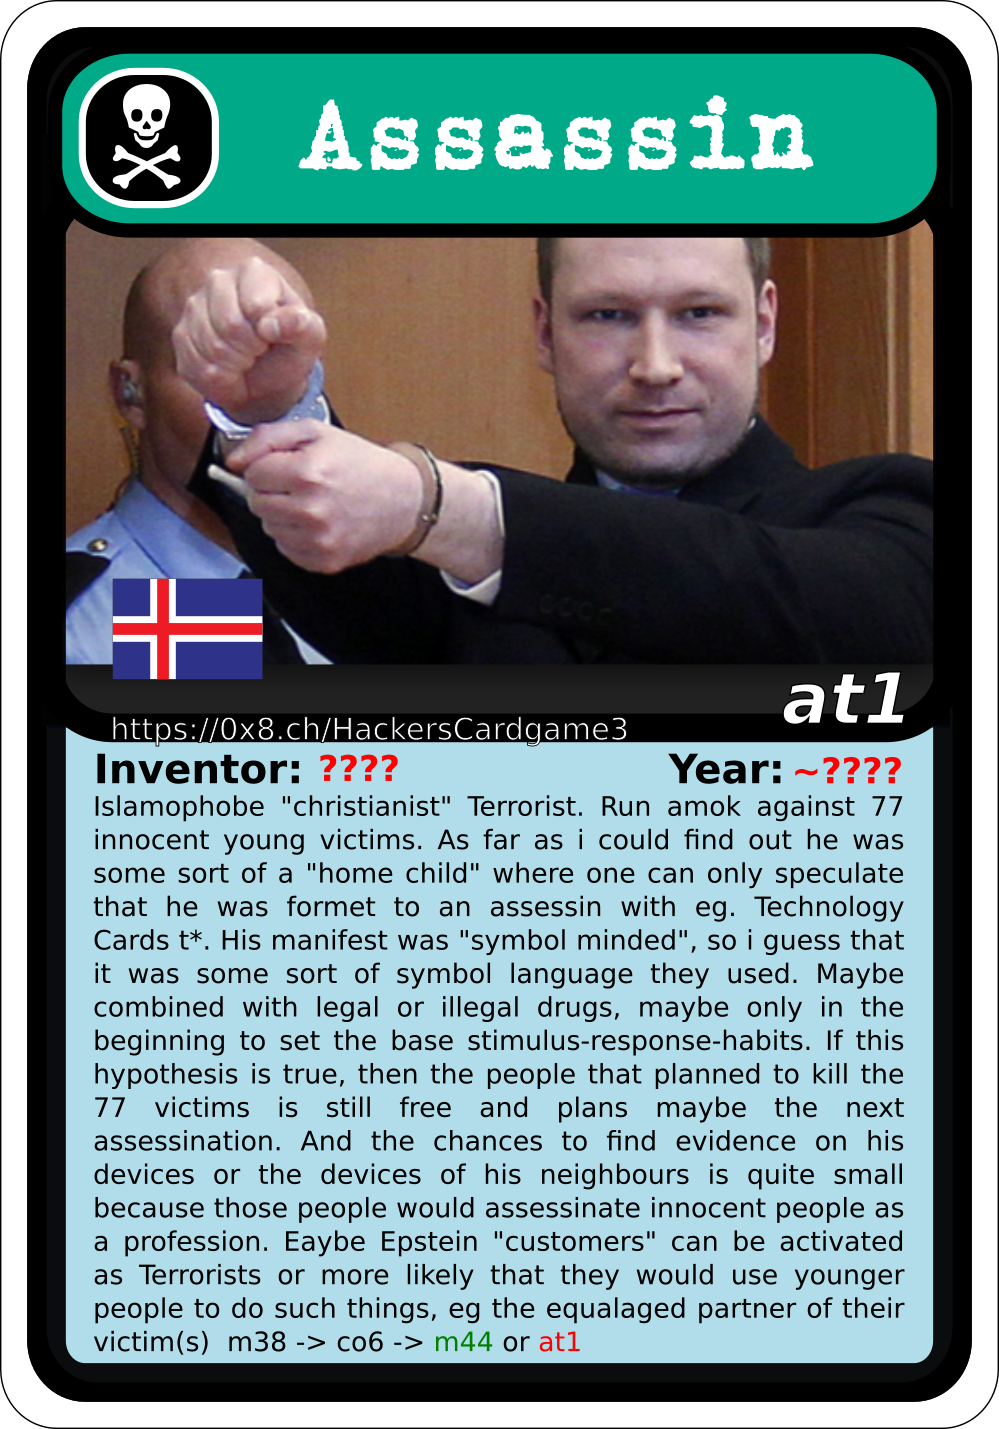 Assassin
at1
https://0x8.ch/HackersCardgame3
Inventor: ???? Year: ~????
Islamophobe "christianist" Terrorist. Run amok against 77
innocent young victims. As far as i could find out he was
some sort of a "home child" where one can only speculate
that he was formet to an assessin with eg. Technology
Cards t*. His manifest was "symbol minded", so i guess that
it was some sort of symbol language they used. Maybe
combined with legal or illegal drugs, maybe only in the
beginning to set the base stimulus-response-habits. If this
hypothesis is true, then the people that planned to kill the
77 victims is still free and plans maybe the next
assessination. And the chances to find evidence on his
devices or the devices of his neighbours is quite small
because those people would assessinate innocent people as
a profession. Eaybe Epstein "customers" can be activated
as Terrorists or more likely that they would use younger
people to do such things, eg the equalaged partner of their
victim(s) m38 -> co6 -> m44 or at1